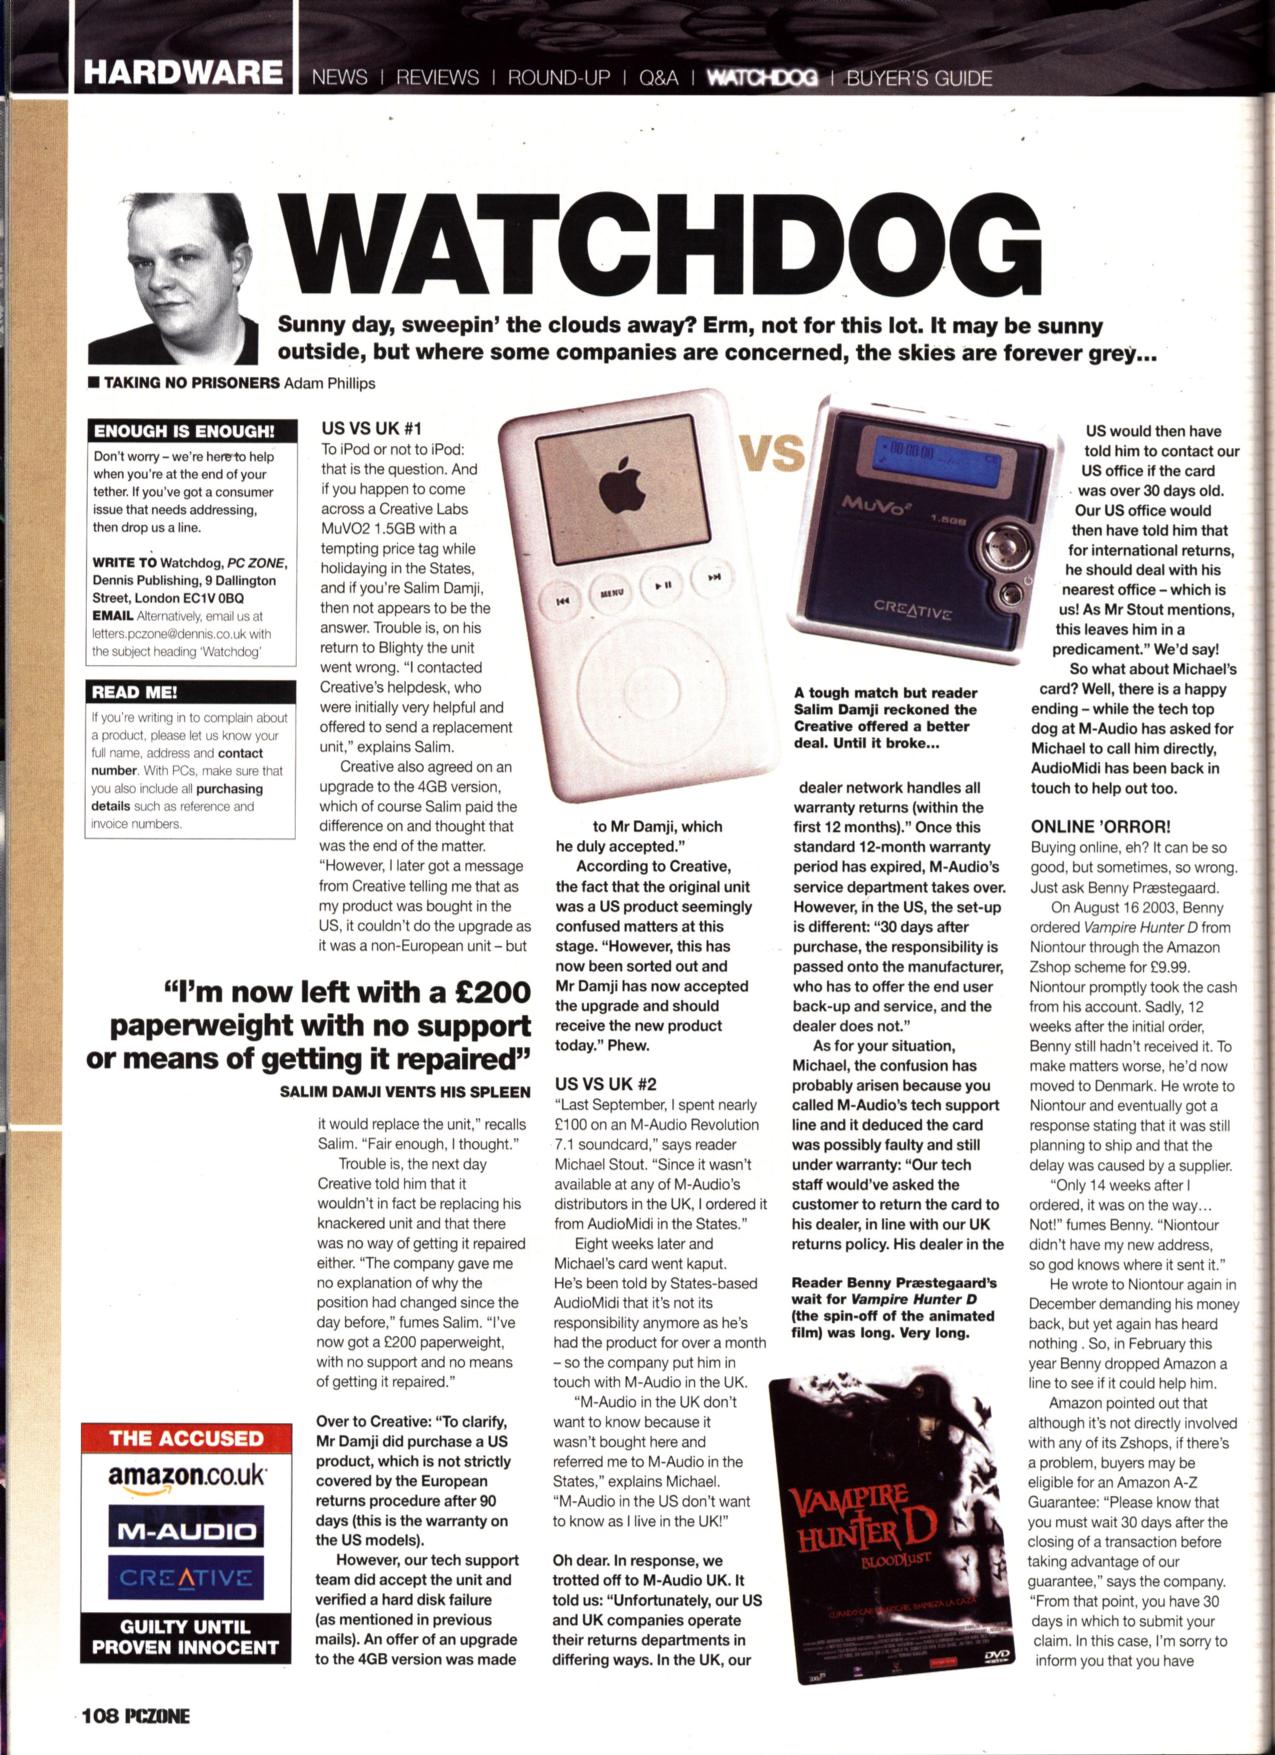 HARDWARE NEWS | REVIEWS | ROUND-UP | Q&A | WATCHDOG | BUYER'S GUIDE
WATCHDOG
Sunny day, sweepin' the clouds away? Erm, not for this lot. It may be sunny
outside, but where some companies are concerned, the skies are forever grey...
■ TAKING NO PRISONERS Adam Phillips
ENOUGH IS ENOUGH!
Don't worry – we're here to help
when you're at the end of your
tether. If you've got a consumer
issue that needs addressing,
then drop us a line.
WRITE TO Watchdog, PC ZONE,
Dennis Publishing, 9 Dallington
Street, London EC1V 0BQ
EMAIL Alternatively, email us at
letters.pczone@dennis.co.uk with
the subject heading 'Watchdog'
READ ME!
If you're writing in to complain about
a product, please let us know your
full name, address and contact
number. With PCs, make sure that
you also include all purchasing
details such as reference and
invoice numbers.
US VS UK #1
To iPod or not to iPod:
that is the question. And
if you happen to come
across a Creative Labs
MuVO2 1.5GB with a
tempting price tag while
holidaying in the States,
and if you're Salim Damji,
then not appears to be the
answer. Trouble is, on his
return to Blighty the unit
went wrong. "I contacted
Creative's helpdesk, who
were initially very helpful and
offered to send a replacement
unit," explains Salim.
Creative also agreed on an
upgrade to the 4GB version,
which of course Salim paid the
difference on and thought that
was the end of the matter.
"However, I later got a message
from Creative telling me that as
my product was bought in the
US, it couldn't do the upgrade as
it was a non-European unit – but
"I'm now left with a £200
paperweight with no support
or means of getting it repaired"
SALIM DAMJI VENTS HIS SPLEEN
it would replace the unit," recalls
Salim. "Fair enough, I thought."
Trouble is, the next day
Creative told him that it
wouldn't in fact be replacing his
knackered unit and that there
was no way of getting it repaired
either. "The company gave me
no explanation of why the
position had changed since the
day before," fumes Salim. "I've
now got a £200 paperweight,
with no support and no means
of getting it repaired."
Over to Creative: "To clarify,
Mr Damji did purchase a US
product, which is not strictly
covered by the European
returns procedure after 90
days (this is the warranty on
the US models).
However, our tech support
team did accept the unit and
verified a hard disk failure
(as mentioned in previous
mails). An offer of an upgrade
to the 4GB version was made
THE ACCUSED
amazon.co.uk
M-AUDIO
CREATIVE
GUILTY UNTIL
PROVEN INNOCENT
MENU
VS
00:00:00
MuVo²
1.5GB
CREATIVE
A tough match but reader
Salim Damji reckoned the
Creative offered a better
deal. Until it broke...
to Mr Damji, which
he duly accepted."
According to Creative,
the fact that the original unit
was a US product seemingly
confused matters at this
stage. "However, this has
now been sorted out and
Mr Damji has now accepted
the upgrade and should
receive the new product
today." Phew.
US VS UK #2
"Last September, I spent nearly
£100 on an M-Audio Revolution
7.1 soundcard," says reader
Michael Stout. "Since it wasn't
available at any of M-Audio's
distributors in the UK, I ordered it
from AudioMidi in the States."
Eight weeks later and
Michael's card went kaput.
He's been told by States-based
AudioMidi that it's not its
responsibility anymore as he's
had the product for over a month
– so the company put him in
touch with M-Audio in the UK.
"M-Audio in the UK don't
want to know because it
wasn't bought here and
referred me to M-Audio in the
States," explains Michael.
"M-Audio in the US don't want
to know as I live in the UK!"
Oh dear. In response, we
trotted off to M-Audio UK. It
told us: "Unfortunately, our US
and UK companies operate
their returns departments in
differing ways. In the UK, our
dealer network handles all
warranty returns (within the
first 12 months)." Once this
standard 12-month warranty
period has expired, M-Audio's
service department takes over.
However, in the US, the set-up
is different: "30 days after
purchase, the responsibility is
passed onto the manufacturer,
who has to offer the end user
back-up and service, and the
dealer does not."
As for your situation,
Michael, the confusion has
probably arisen because you
called M-Audio's tech support
line and it deduced the card
was possibly faulty and still
under warranty: "Our tech
staff would've asked the
customer to return the card to
his dealer, in line with our UK
returns policy. His dealer in the
Reader Benny Præstegaard's
wait for Vampire Hunter D
(the spin-off of the animated
film) was long. Very long.
VAMPIRE
HUNTER D
BLOODLUST
DVD
US would then have
told him to contact our
US office if the card
was over 30 days old.
Our US office would
then have told him that
for international returns,
he should deal with his
nearest office – which is
us! As Mr Stout mentions,
this leaves him in a
predicament." We'd say!
So what about Michael's
card? Well, there is a happy
ending – while the tech top
dog at M-Audio has asked for
Michael to call him directly,
AudioMidi has been back in
touch to help out too.
ONLINE 'ORROR!
Buying online, eh? It can be so
good, but sometimes, so wrong.
Just ask Benny Præstegaard.
On August 16 2003, Benny
ordered Vampire Hunter D from
Niontour through the Amazon
Zshop scheme for £9.99.
Niontour promptly took the cash
from his account. Sadly, 12
weeks after the initial order,
Benny still hadn't received it. To
make matters worse, he'd now
moved to Denmark. He wrote to
Niontour and eventually got a
response stating that it was still
planning to ship and that the
delay was caused by a supplier.
"Only 14 weeks after I
ordered, it was on the way...
Not!" fumes Benny. "Niontour
didn't have my new address,
so god knows where it sent it."
He wrote to Niontour again in
December demanding his money
back, but yet again has heard
nothing . So, in February this
year Benny dropped Amazon a
line to see if it could help him.
Amazon pointed out that
although it's not directly involved
with any of its Zshops, if there's
a problem, buyers may be
eligible for an Amazon A-Z
Guarantee: "Please know that
you must wait 30 days after the
closing of a transaction before
taking advantage of our
guarantee," says the company.
"From that point, you have 30
days in which to submit your
claim. In this case, I'm sorry to
inform you that you have
108 PCZONE